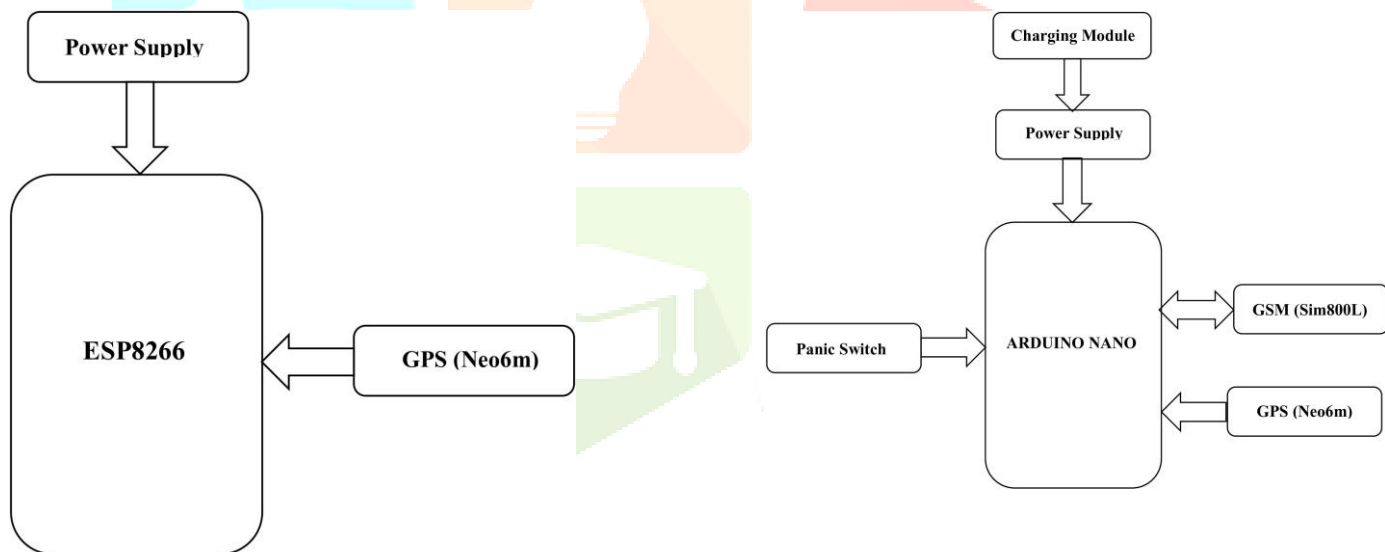 Power Supply
ESP8266
GPS (Neo6m)
Charging Module
Power Supply
Panic Switch
ARDUINO NANO
GSM (Sim800L)
GPS (Neo6m)